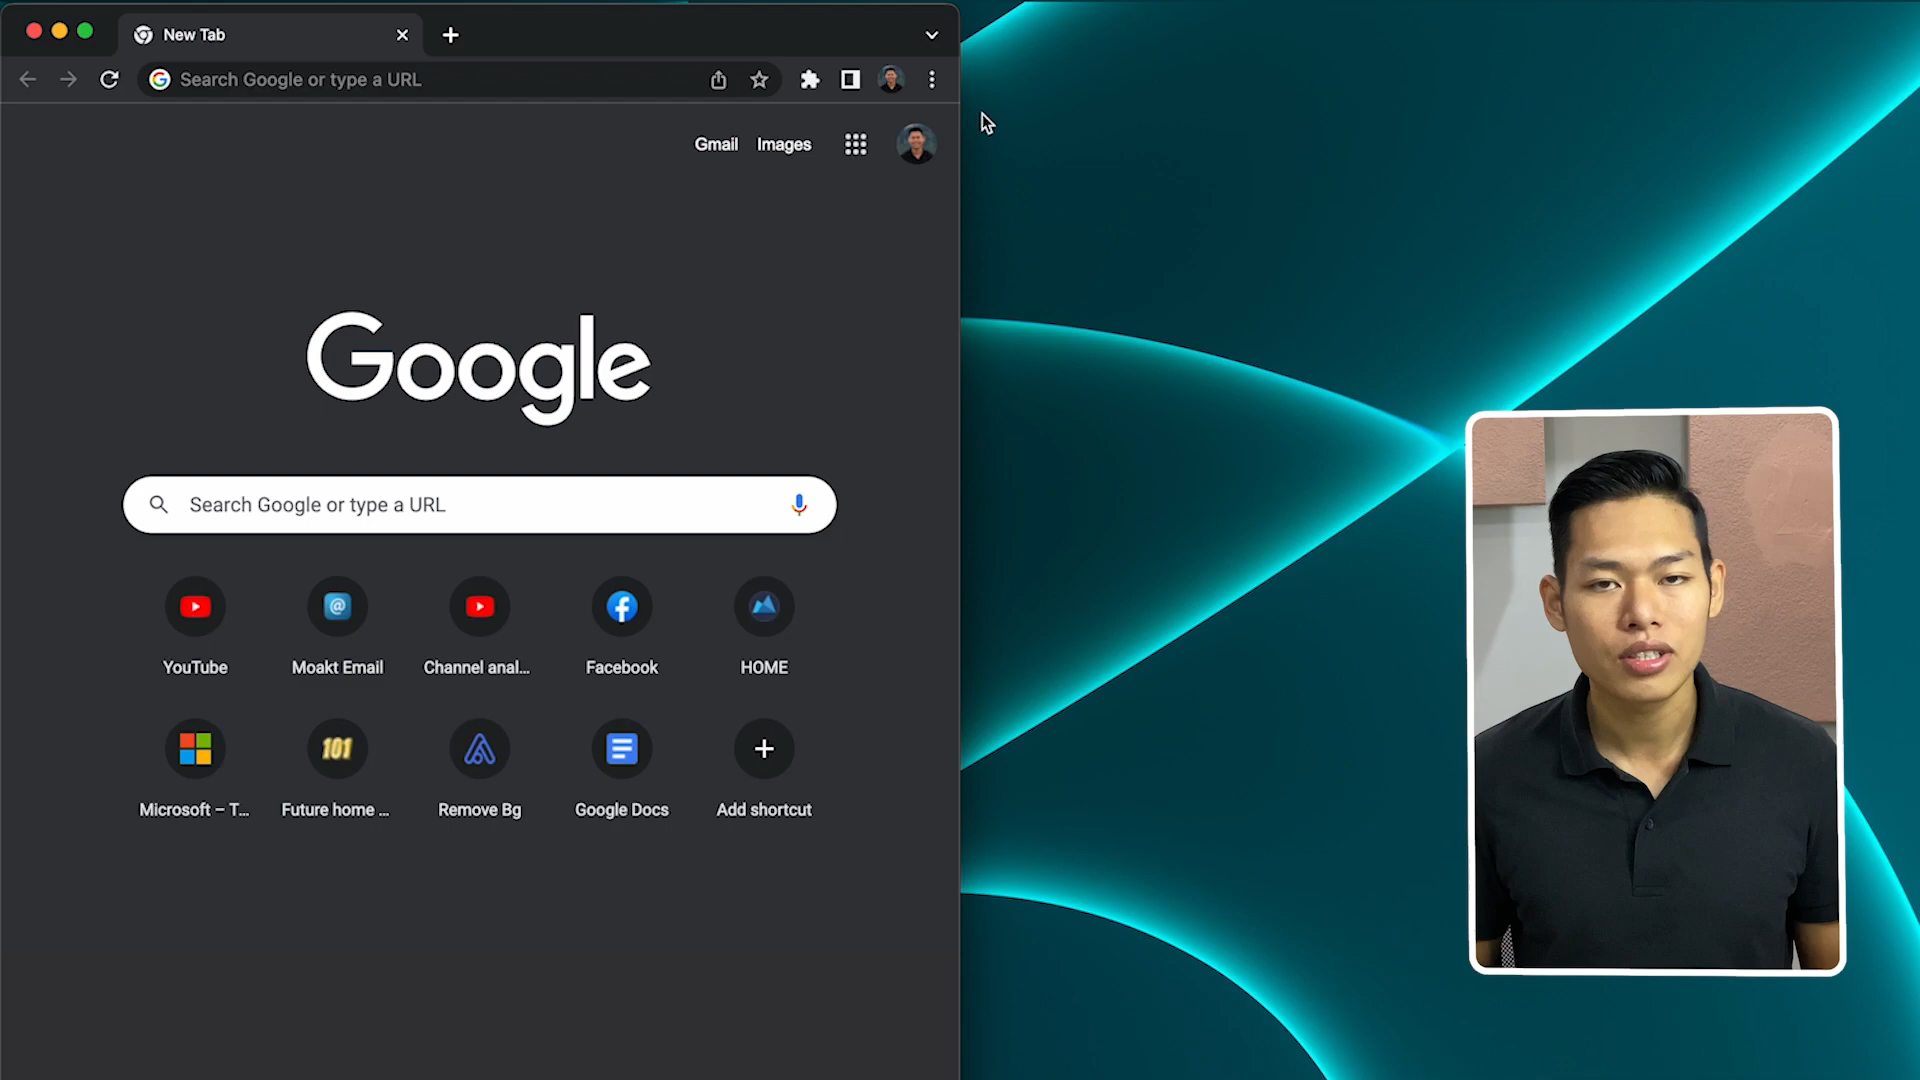 New Tab
Search Google or type a URL
Gmail Images
Google
Search Google or type a URL
YouTube
Moakt Email
Channel anal...
Facebook
HOME
101
Microsoft – T...
Future home ...
Remove Bg
Google Docs
Add shortcut